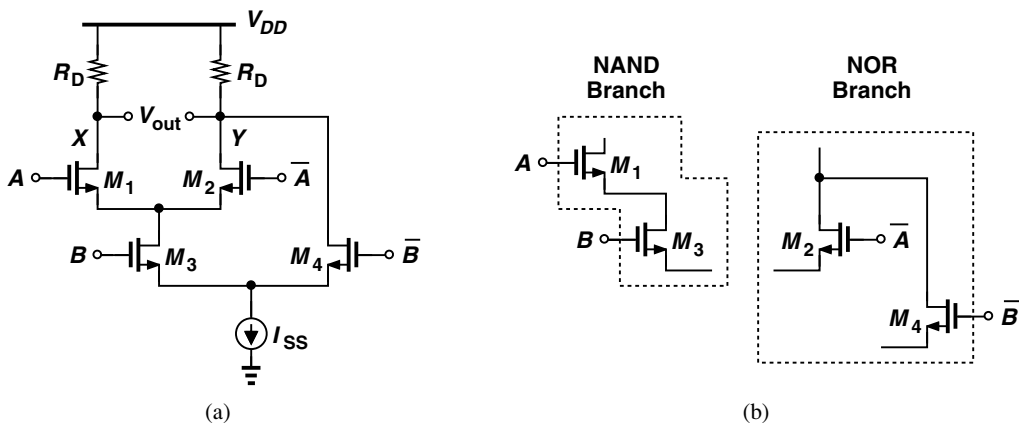 V_DD
R_D
R_D
X
V_out
Y
A
M_1
M_2
A̅
B
M_3
M_4
B̅
I_SS
(a)
NAND
Branch
A
M_1
B
M_3
NOR
Branch
M_2
A̅
M_4
B̅
(b)